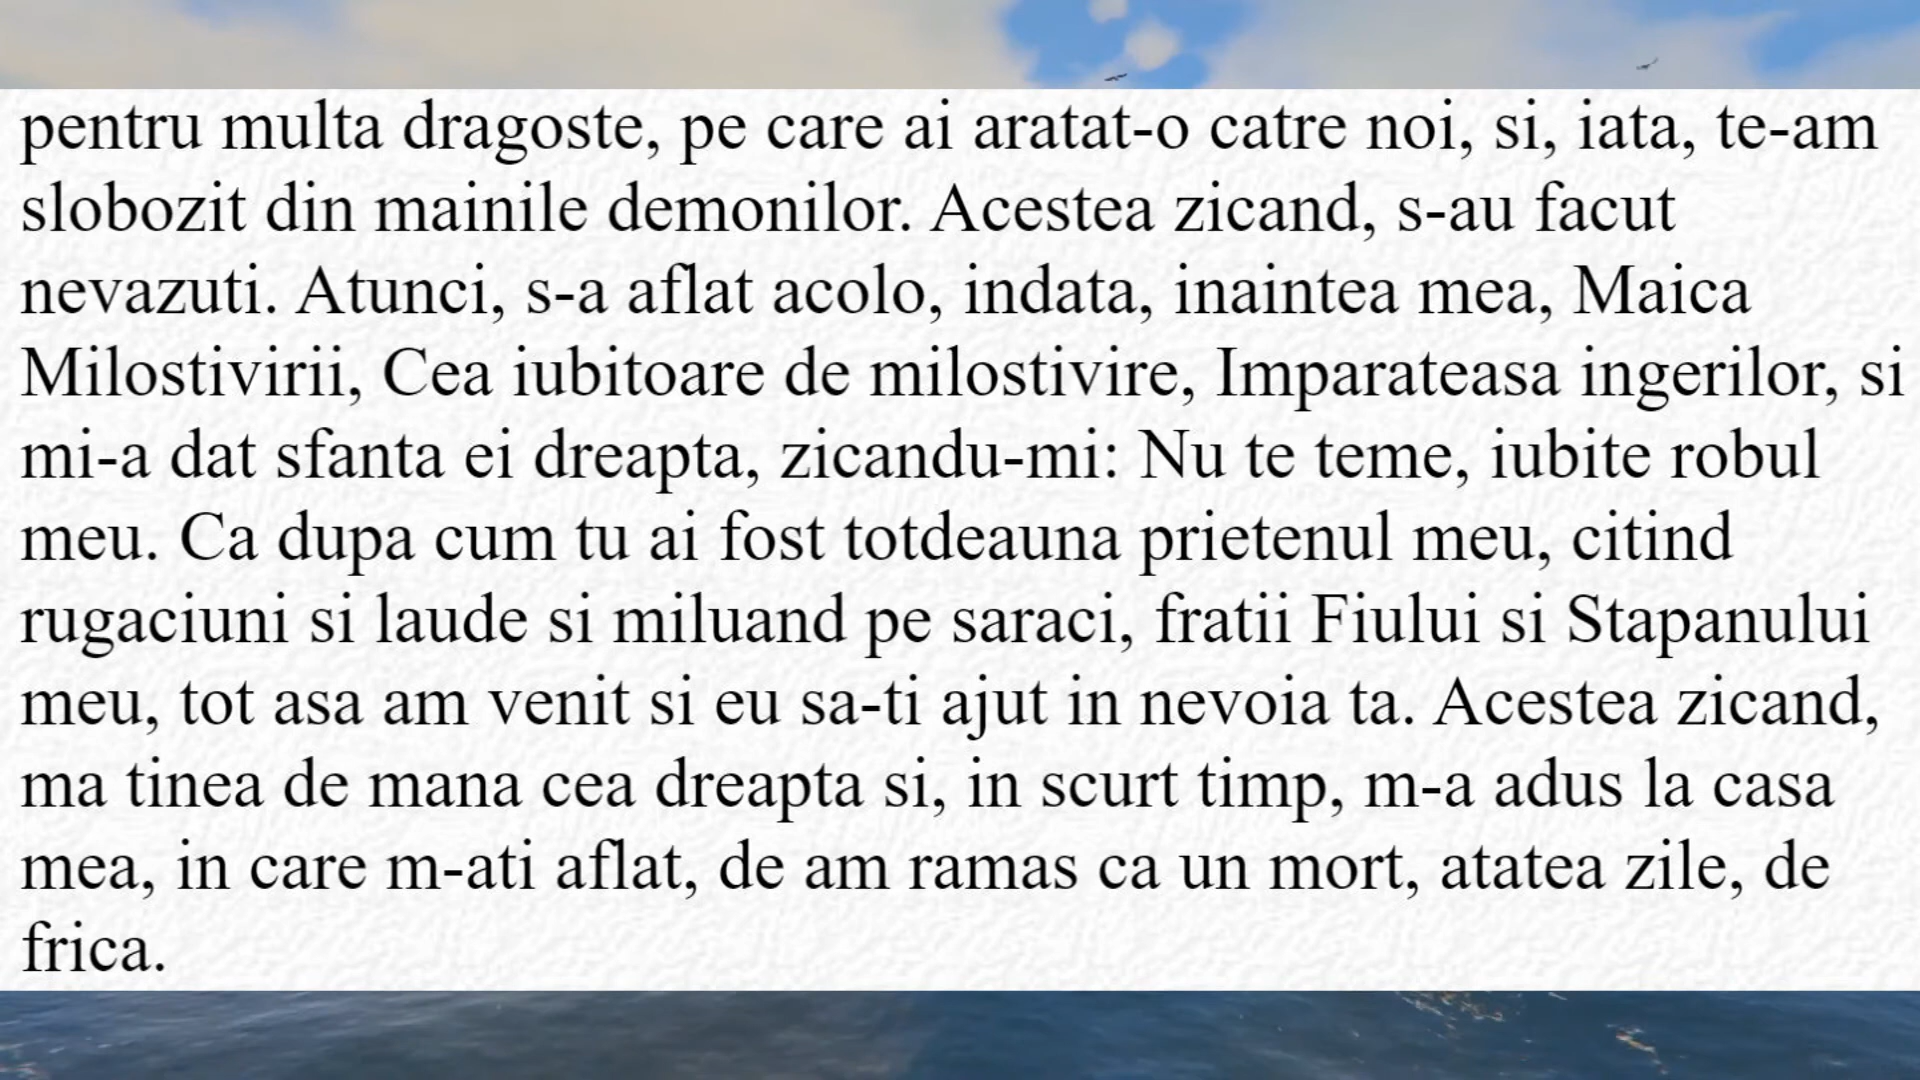 pentru multa dragoste, pe care ai aratat-o catre noi, si, iata, te-am
slobozit din mainile demonilor. Acestea zicand, s-au facut
nevazuti. Atunci, s-a aflat acolo, indata, inaintea mea, Maica
Milostivirii, Cea iubitoare de milostivire, Imparateasa ingerilor, si
mi-a dat sfanta ei dreapta, zicandu-mi: Nu te teme, iubite robul
meu. Ca dupa cum tu ai fost totdeauna prietenul meu, citind
rugaciuni si laude si miluand pe saraci, fratii Fiului si Stapanului
meu, tot asa am venit si eu sa-ti ajut in nevoia ta. Acestea zicand,
ma tinea de mana cea dreapta si, in scurt timp, m-a adus la casa
mea, in care m-ati aflat, de am ramas ca un mort, atatea zile, de
frica.